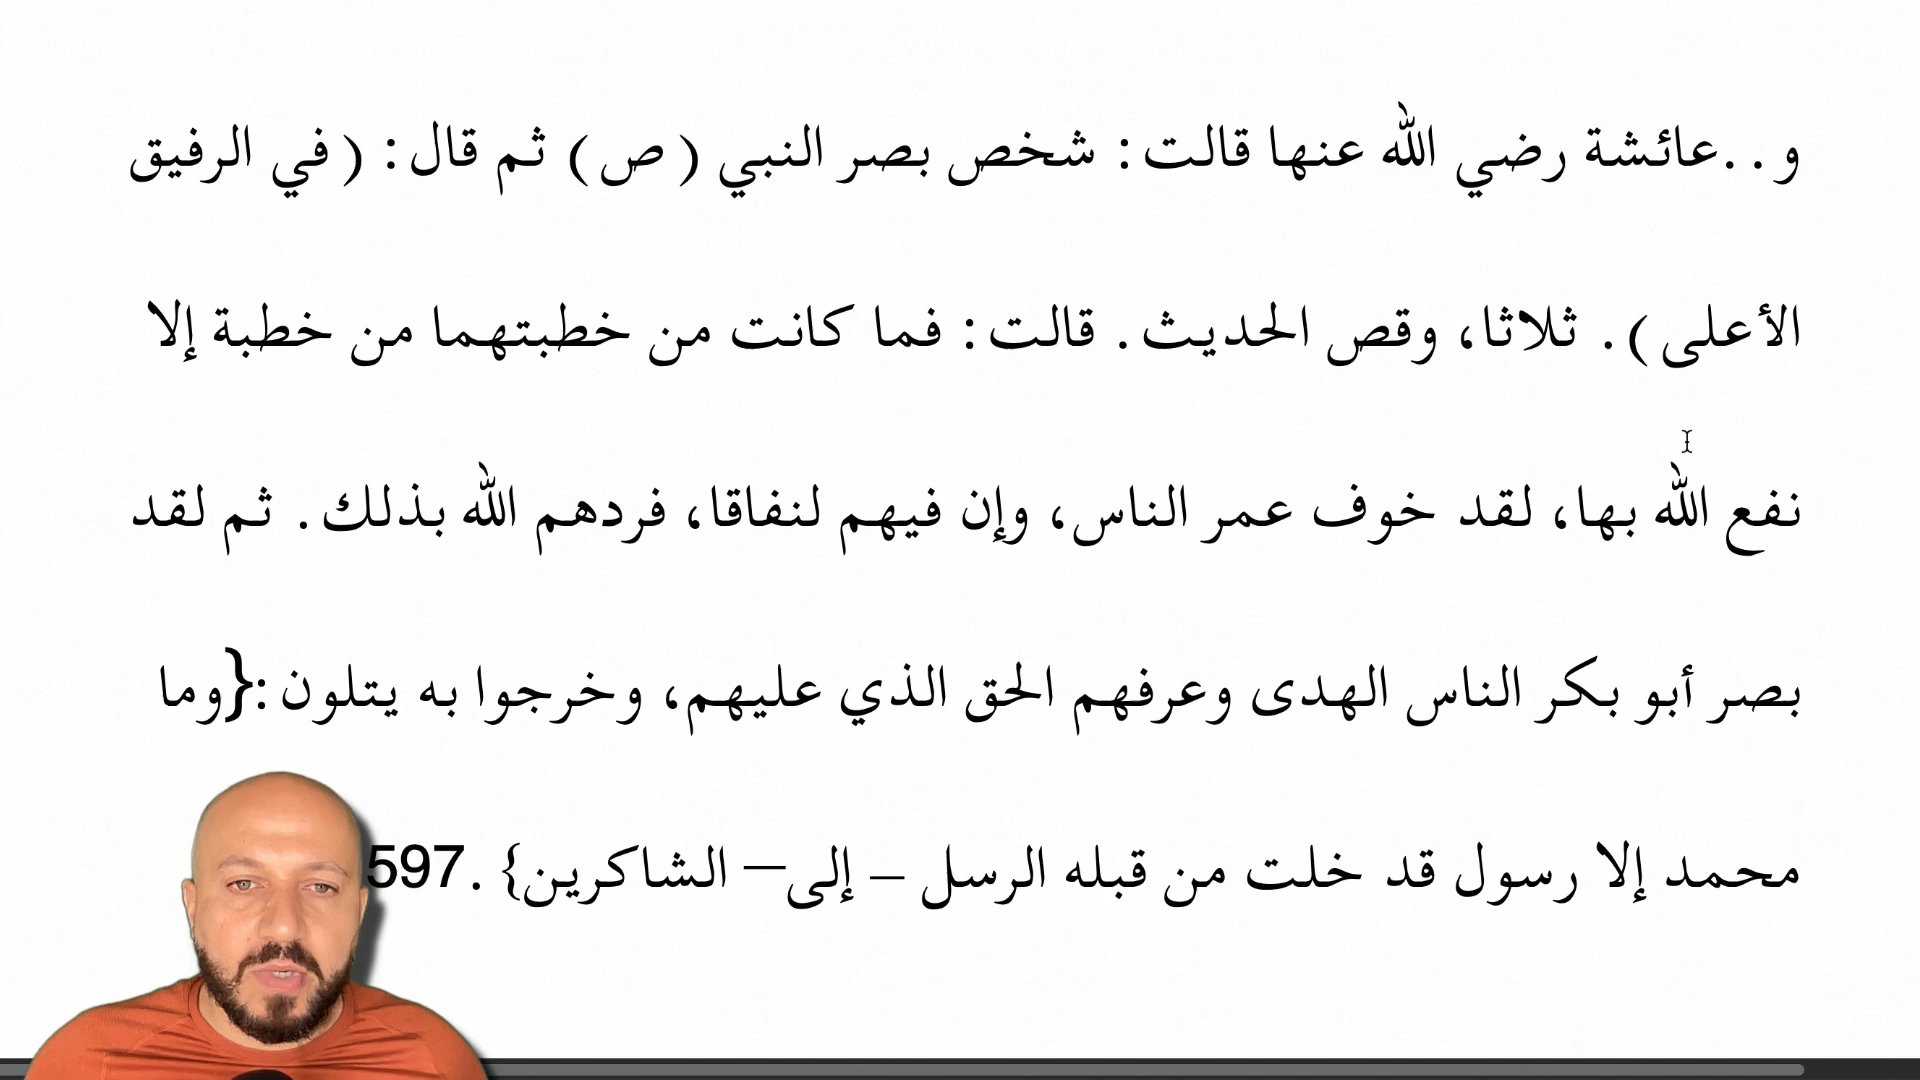 و..عائشة رضي الله عنها قالت: شخص بصر النبي (ص) ثم قال: (في الرفيق
الأعلى). ثلاثا، وقص الحديث. قالت: فما كانت من خطبتهما من خطبة إلا
نفع الله بها، لقد خوف عمر الناس، وإن فيهم لنفاقا، فردهم الله بذلك. ثم لقد
بصر أبو بكر الناس الهدى وعرفهم الحق الذي عليهم، وخرجوا به يتلون:{وما
محمد إلا رسول قد خلت من قبله الرسل – إلى– الشاكرين} .597